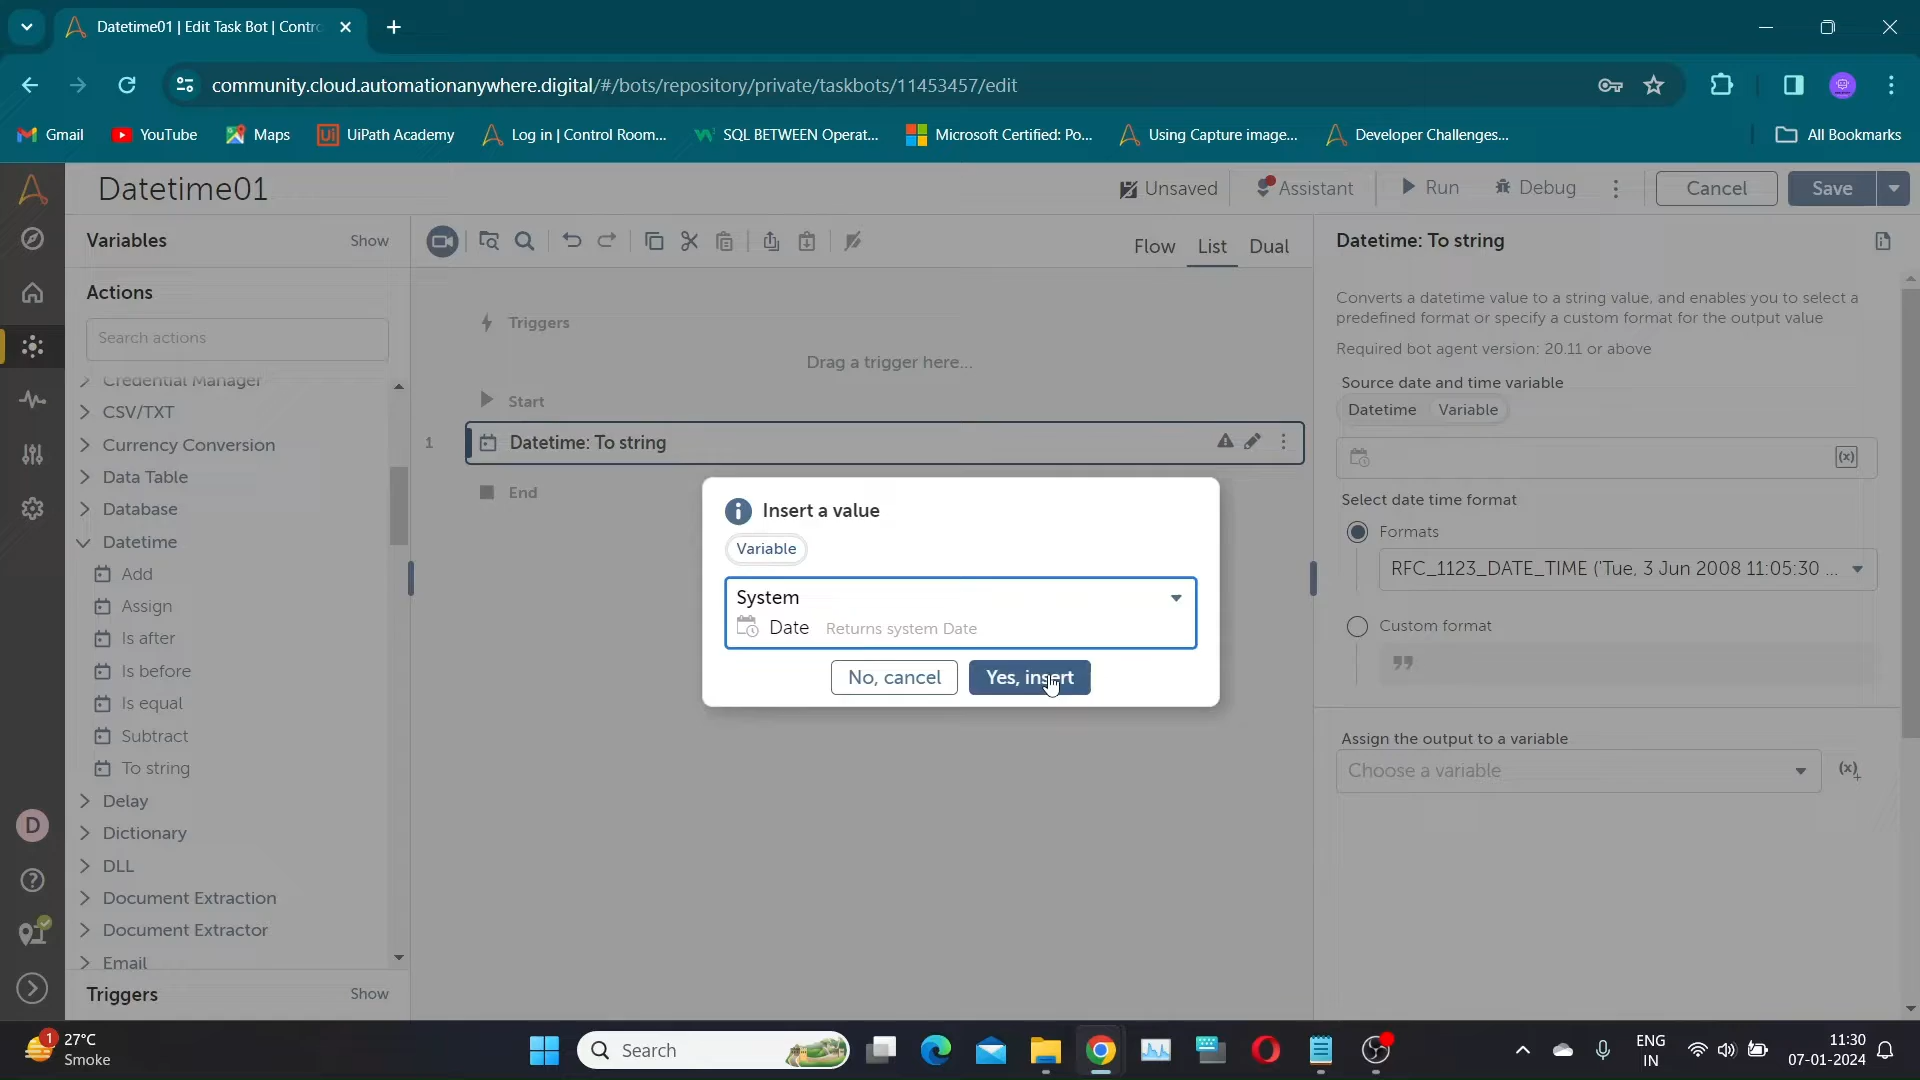 Datetime01 | Edit Task Bot | Contro
community.cloud.automationanywhere.digital/#/bots/repository/private/taskbots/11453457/edit
Gmail
YouTube
Maps
UiPath Academy
Log in | Control Room...
SQL BETWEEN Operat...
Microsoft Certified: Po...
Using Capture image...
Developer Challenges...
All Bookmarks
Datetime01
Unsaved
Assistant
Run
Debug
Cancel
Save
Variables
Show
Flow
List
Dual
Datetime: To string
Actions
Search actions
Credential Manager
CSV/TXT
Currency Conversion
Data Table
Database
Datetime
Add
Assign
Is after
Is before
Is equal
Subtract
To string
Delay
Dictionary
DLL
Document Extraction
Document Extractor
Email
Triggers
Show
Triggers
Drag a trigger here...
Start
1
Datetime: To string
End
Insert a value
Variable
System
Date Returns system Date
No, cancel
Yes, insert
Converts a datetime value to a string value, and enables you to select a
predefined format or specify a custom format for the output value
Required bot agent version: 20.11 or above
Source date and time variable
Datetime
Variable
(x)
Select date time format
Formats
RFC_1123_DATE_TIME ('Tue, 3 Jun 2008 11:05:30 ...
Custom format
Assign the output to a variable
Choose a variable
(x)+
D
1
27°C
Smoke
Search
ENG
IN
11:30
07-01-2024